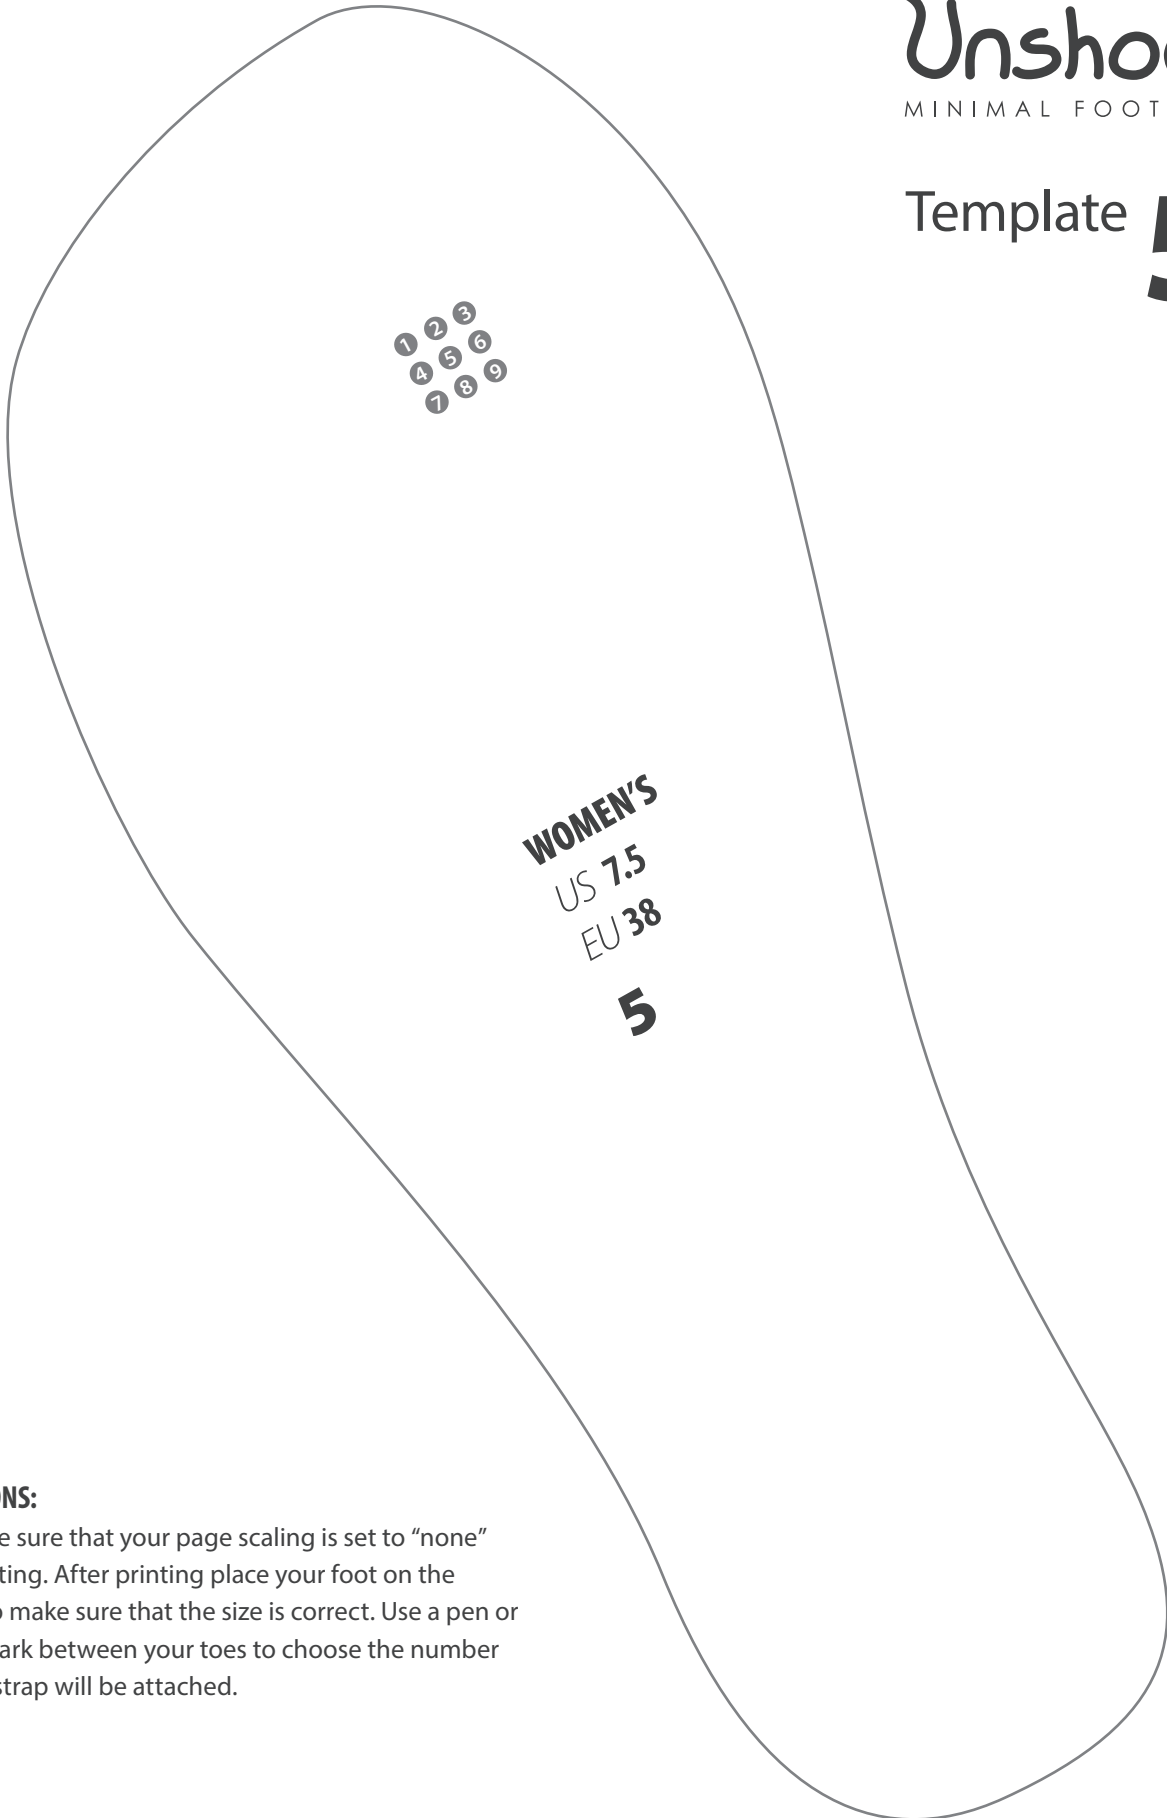 Unshoe
MINIMAL FOOT
Template 5
1 2 3
4 5 6
7 8 9
WOMEN'S
US 7.5
EU 38
5
ONS:
e sure that your page scaling is set to “none”
ting. After printing place your foot on the
o make sure that the size is correct. Use a pen or
ark between your toes to choose the number
strap will be attached.